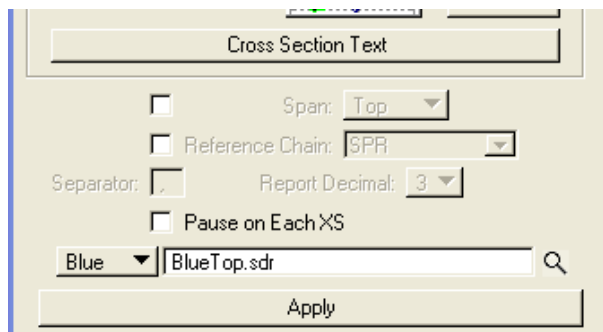 Cross Section Text
Span: Top
Reference Chain: SPR
Separator: , Report Decimal: 3
Pause on Each XS
Blue BlueTop.sdr
Apply